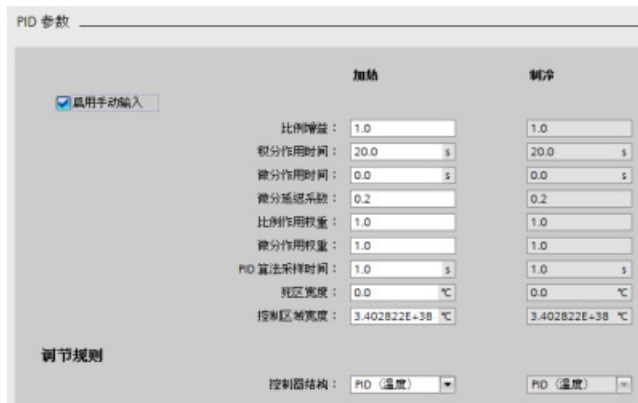 PID 参数
加热 制冷
启用手动输入
比例增益： 1.0 1.0
积分作用时间： 20.0 s 20.0 s
微分作用时间： 0.0 s 0.0 s
微分延迟系数： 0.2 0.2
比例作用权重： 1.0 1.0
微分作用权重： 1.0 1.0
PID 算法采样时间： 1.0 s 1.0 s
死区宽度： 0.0 ℃ 0.0 ℃
控制区域宽度： 3.402822E+38 ℃ 3.402822E+38 ℃
调节规则
控制器结构： PID（温度） PID（温度）